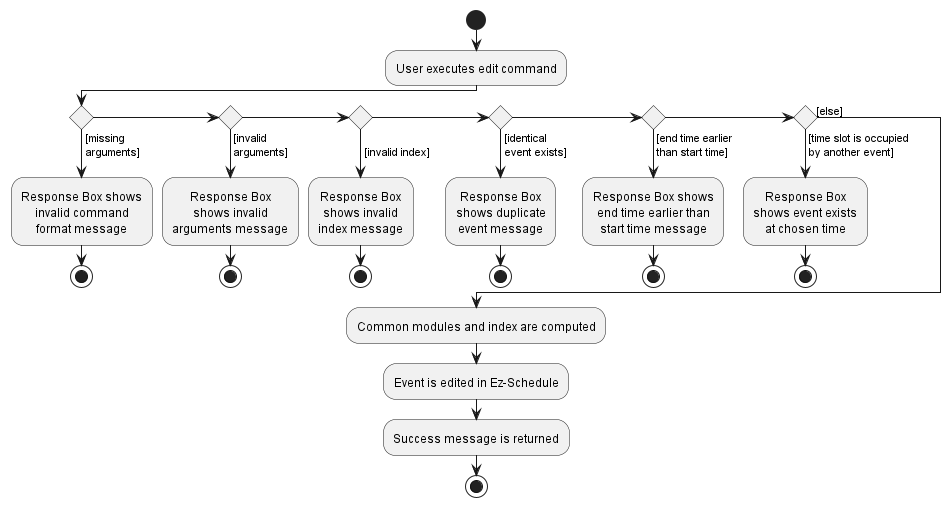 User executes edit command
[else]
[missing
arguments]
[invalid
arguments]
[invalid index]
[identical
event exists]
[end time earlier
than start time]
[time slot is occupied
by another event]
Response Box shows
invalid command
format message
Response Box
shows invalid
arguments message
Response Box
shows invalid
index message
Response Box
shows duplicate
event message
Response Box shows
end time earlier than
start time message
Response Box
shows event exists
at chosen time
Common modules and index are computed
Event is edited in Ez-Schedule
Success message is returned